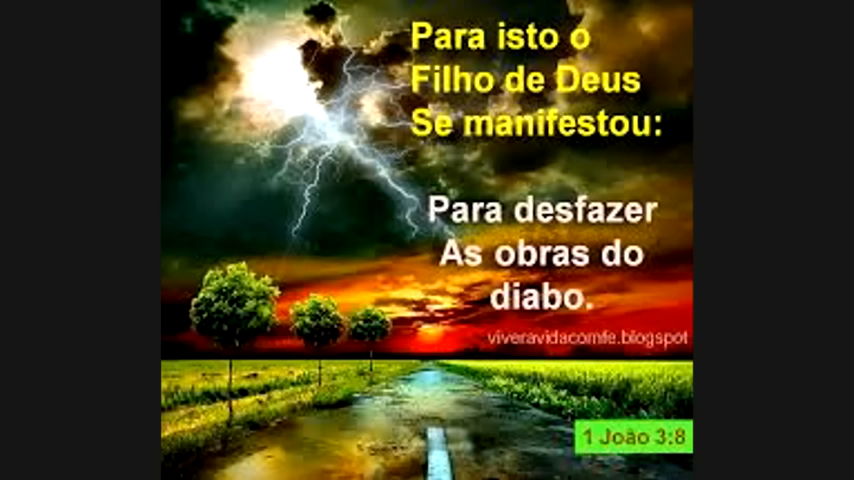 Para isto o
Filho de Deus
Se manifestou:
Para desfazer
As obras do
diabo.
viveravidacomfe.blogspot
1 João 3:8